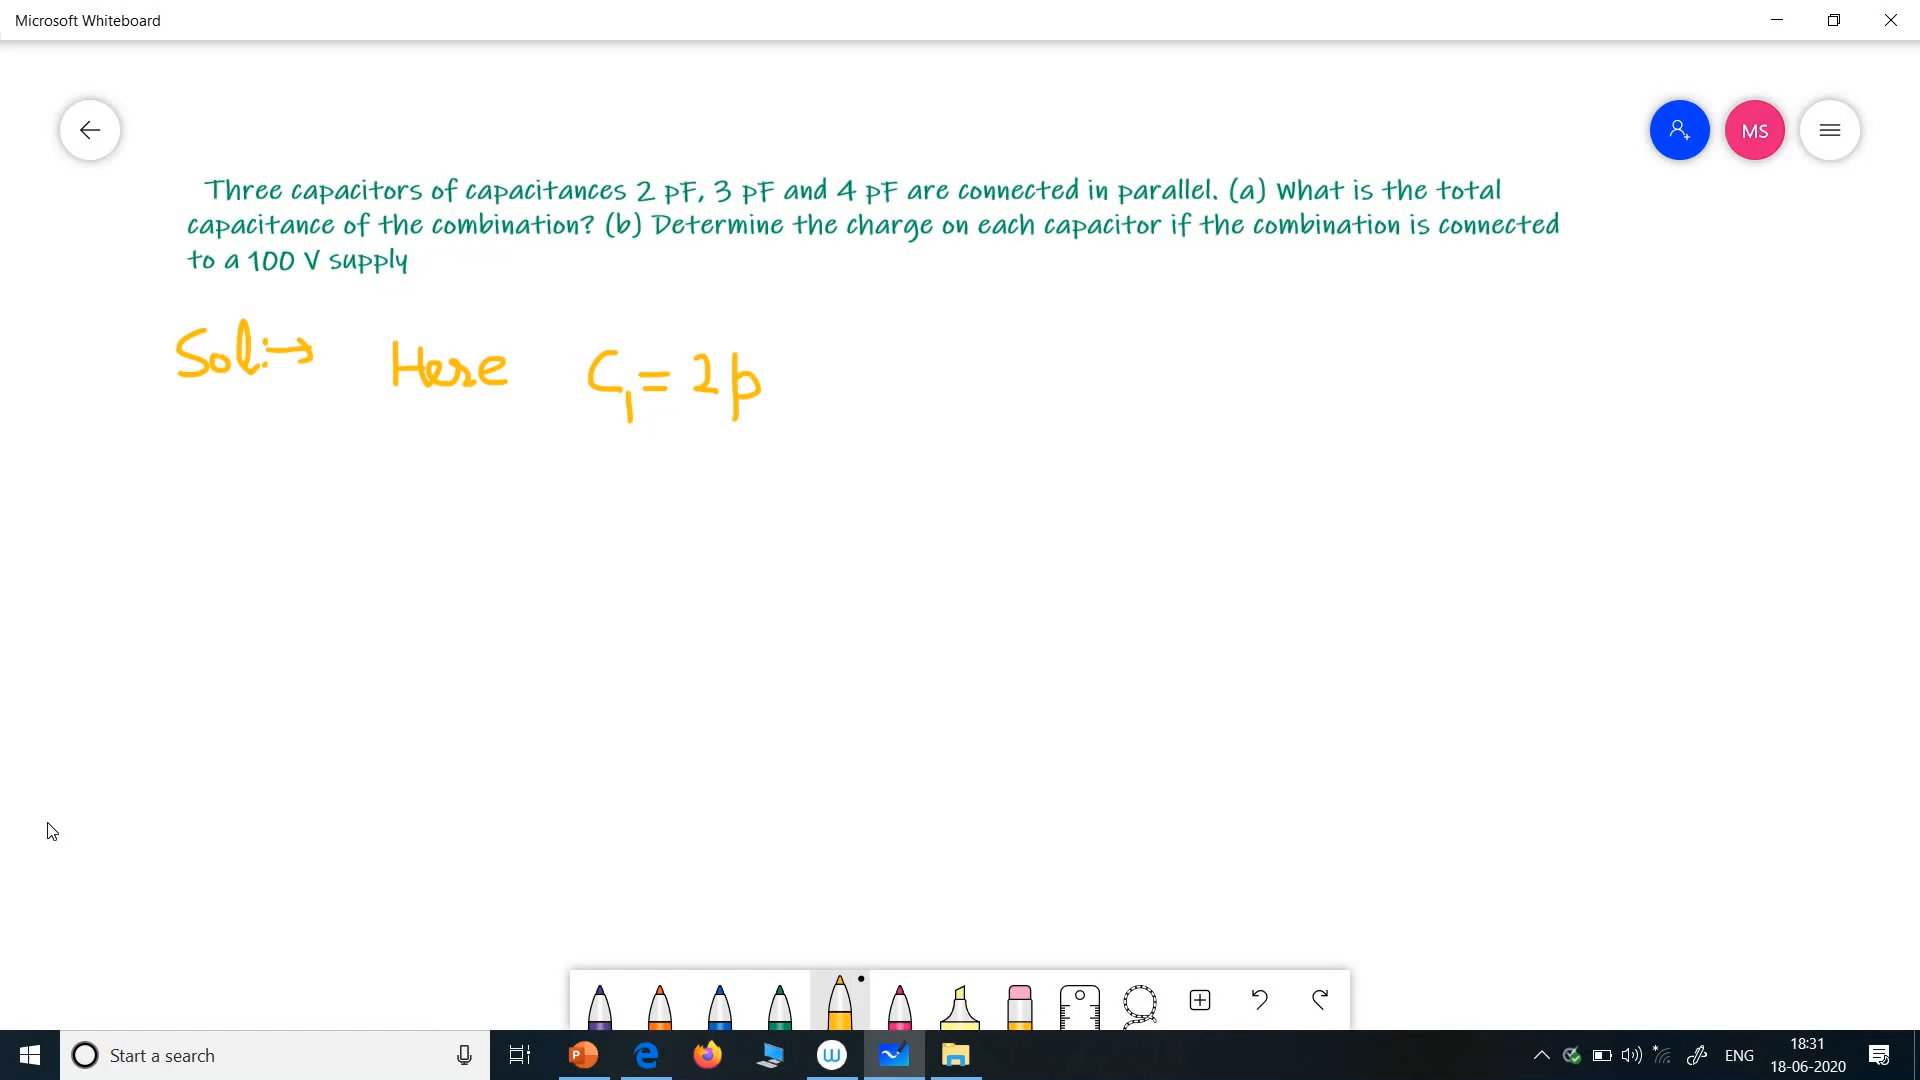 Microsoft Whiteboard
MS
Three capacitors of capacitances 2 pF, 3 pF and 4 pF are connected in parallel. (a) What is the total
capacitance of the combination? (b) Determine the charge on each capacitor if the combination is connected
to a 100 V supply
Sol:→ Here C₁ = 2p
Start a search
ENG
18:31
18-06-2020